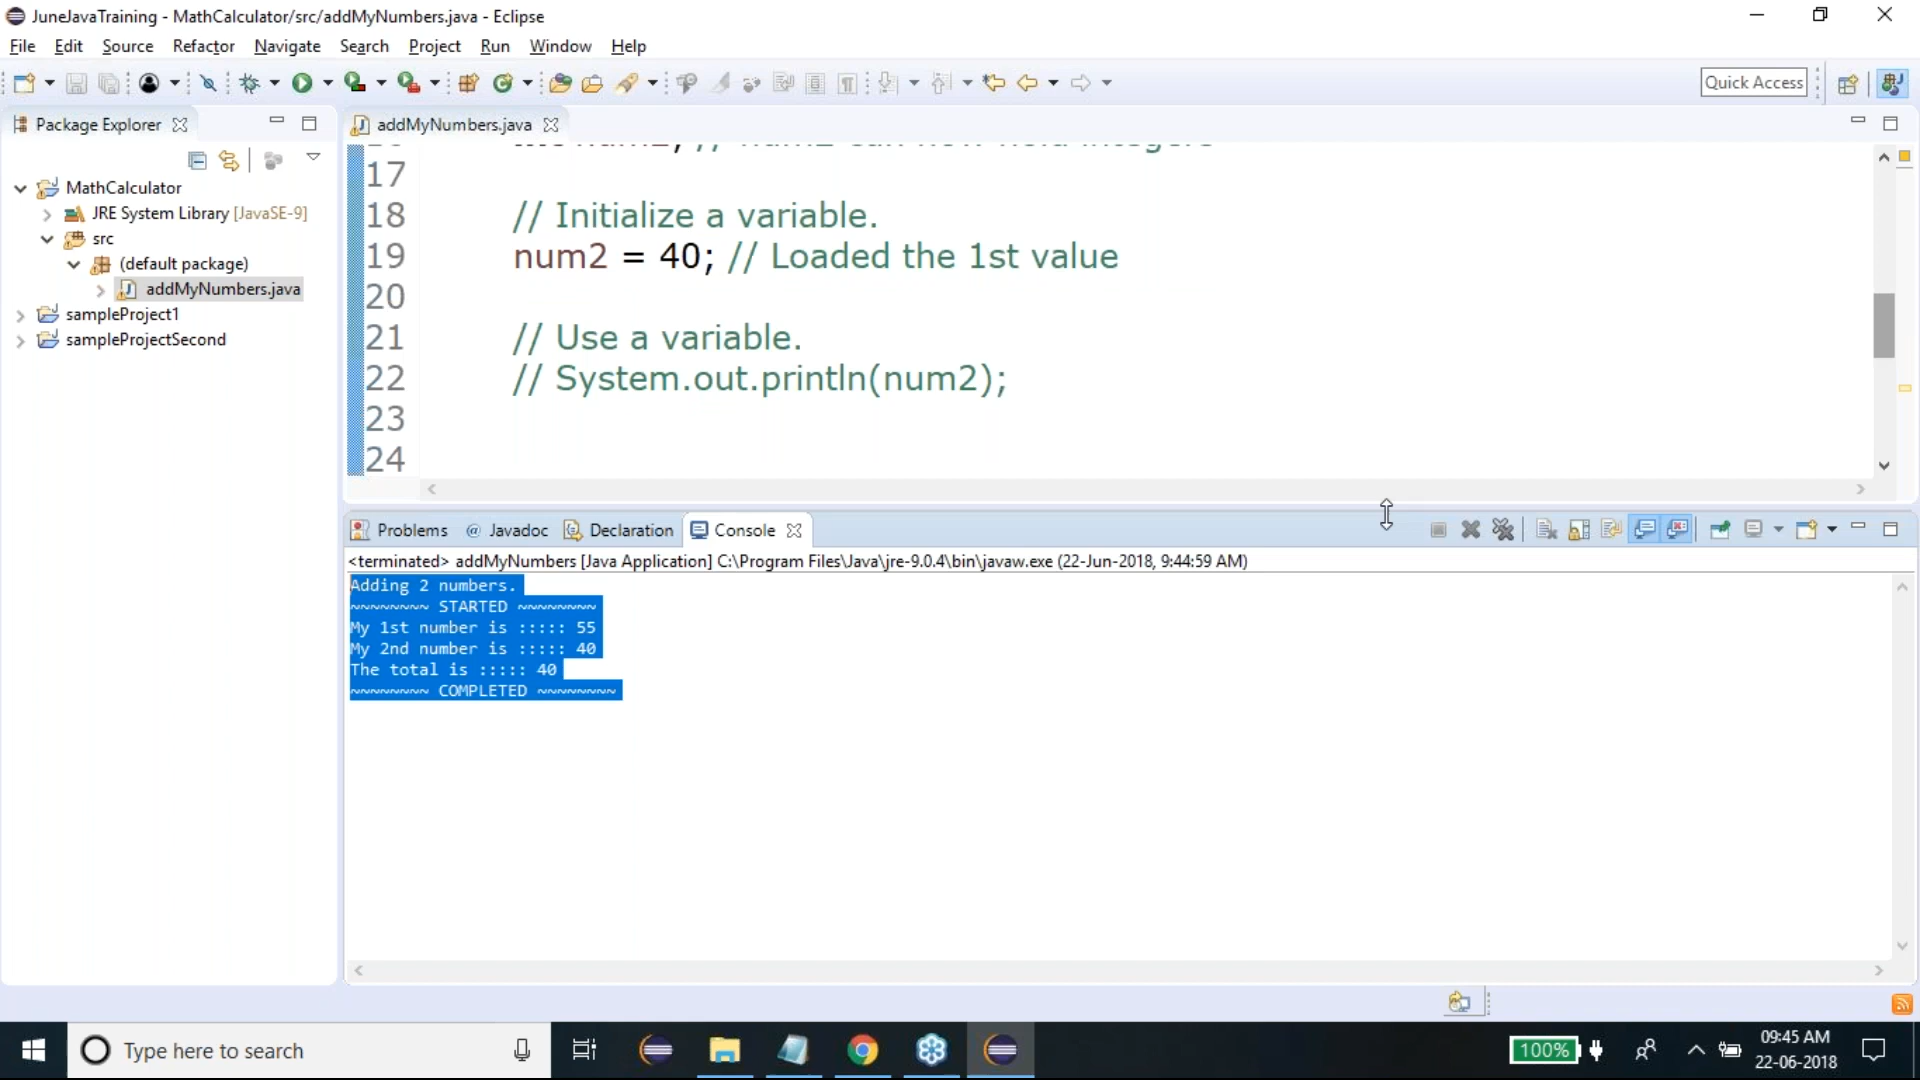 JuneJavaTraining - MathCalculator/src/addMyNumbers.java - Eclipse
File Edit Source Refactor Navigate Search Project Run Window Help
Quick Access
Package Explorer
addMyNumbers.java
MathCalculator
JRE System Library [JavaSE-9]
src
(default package)
addMyNumbers.java
sampleProject1
sampleProjectSecond
17
18 // Initialize a variable.
19 num2 = 40; // Loaded the 1st value
20
21 // Use a variable.
22 // System.out.println(num2);
23
24
Problems @ Javadoc Declaration Console
<terminated> addMyNumbers [Java Application] C:\Program Files\Java\jre-9.0.4\bin\javaw.exe (22-Jun-2018, 9:44:59 AM)
Adding 2 numbers.
~~~~~~~~ STARTED ~~~~~~~~
My 1st number is ::::: 55
My 2nd number is ::::: 40
The total is ::::: 40
~~~~~~~~ COMPLETED ~~~~~~~~
Type here to search
100%
09:45 AM
22-06-2018